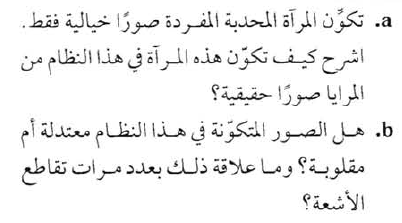 a. تكوِّن المرآة المحدبة المفردة صورًا خيالية فقط.
اشرح كيف تكوّن هذه المرآة في هذا النظام من
المرايا صورًا حقيقية؟
b. هل الصور المتكوّنة في هذا النظام معتدلة أم
مقلوبة؟ وما علاقة ذلك بعدد مرات تقاطع
الأشعة؟